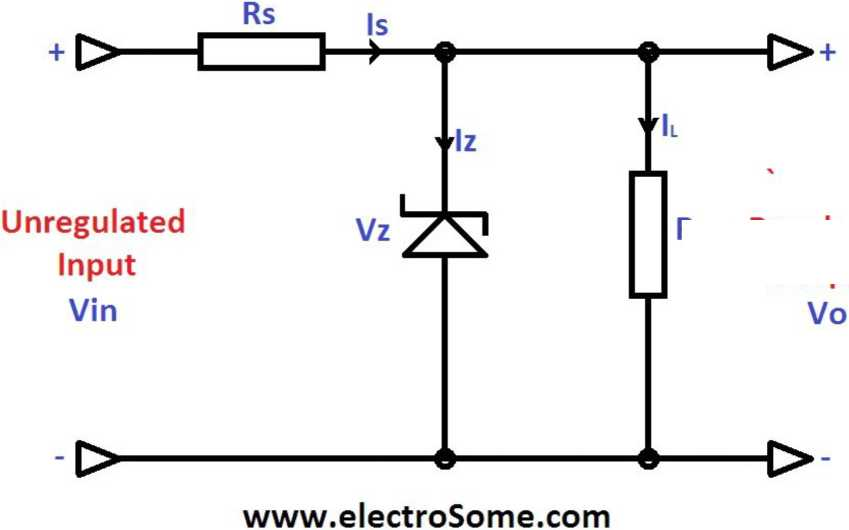 Rs
Is
+
+
Iz
IL
Unregulated
Input
Vin
Vz
Vo
-
-
www.electroSome.com